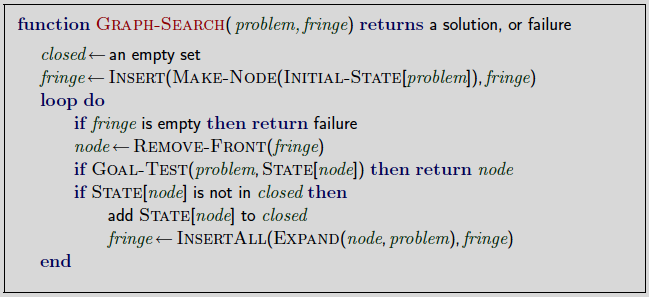 function GRAPH-SEARCH( problem, fringe) returns a solution, or failure
closed ← an empty set
fringe ← INSERT(MAKE-NODE(INITIAL-STATE[problem]), fringe)
loop do
if fringe is empty then return failure
node ← REMOVE-FRONT(fringe)
if GOAL-TEST(problem, STATE[node]) then return node
if STATE[node] is not in closed then
add STATE[node] to closed
fringe ← INSERTALL(EXPAND(node, problem), fringe)
end